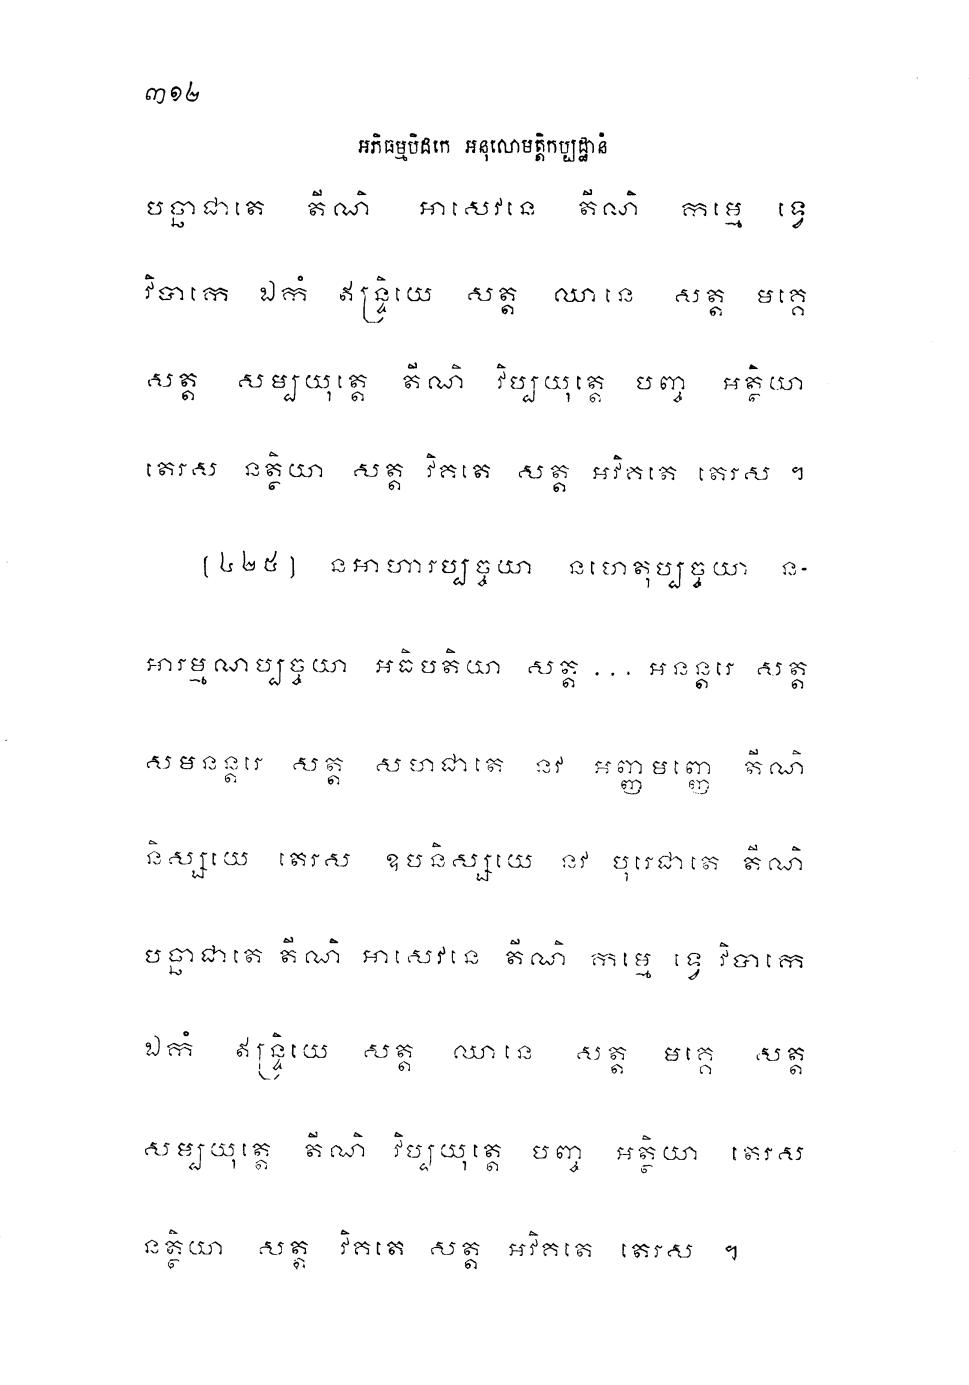 ៣១២
អភិធម្មបិដកេ អនុលោមត្តិកប្បដ្ឋានំ
បច្ឆាជាតេ តីណិ អាសេវនេ តីណិ កម្មេ ទ្វេ
វិបាកេ ឯកំ ឥន្ទ្រិយេ សត្ត ឈានេ សត្ត មគ្គេ
សត្ត សម្បយុត្តេ តីណិ វិប្បយុត្តេ បញ្ច អត្ថិយា
តេរស នត្ថិយា សត្ត វិគតេ សត្ត អវិគតេ តេរស ។
(៤២៥) នអាហារប្បច្ចយា នហេតុប្បច្ចយា ន-
អារម្មណប្បច្ចយា អធិបតិយា សត្ត ... អនន្តរេ សត្ត
សមនន្តរេ សត្ត សហជាតេ នវ អញ្ញមញ្ញេ តីណិ
និស្សយេ តេរស ឧបនិស្សយេ នវ បុរេជាតេ តីណិ
បច្ឆាជាតេ តីណិ អាសេវនេ តីណិ កម្មេ ទ្វេ វិបាកេ
ឯកំ ឥន្ទ្រិយេ សត្ត ឈានេ សត្ត មគ្គេ សត្ត
សម្បយុត្តេ តីណិ វិប្បយុត្តេ បញ្ច អត្ថិយា តេរស
នត្ថិយា សត្ត វិគតេ សត្ត អវិគតេ តេរស ។